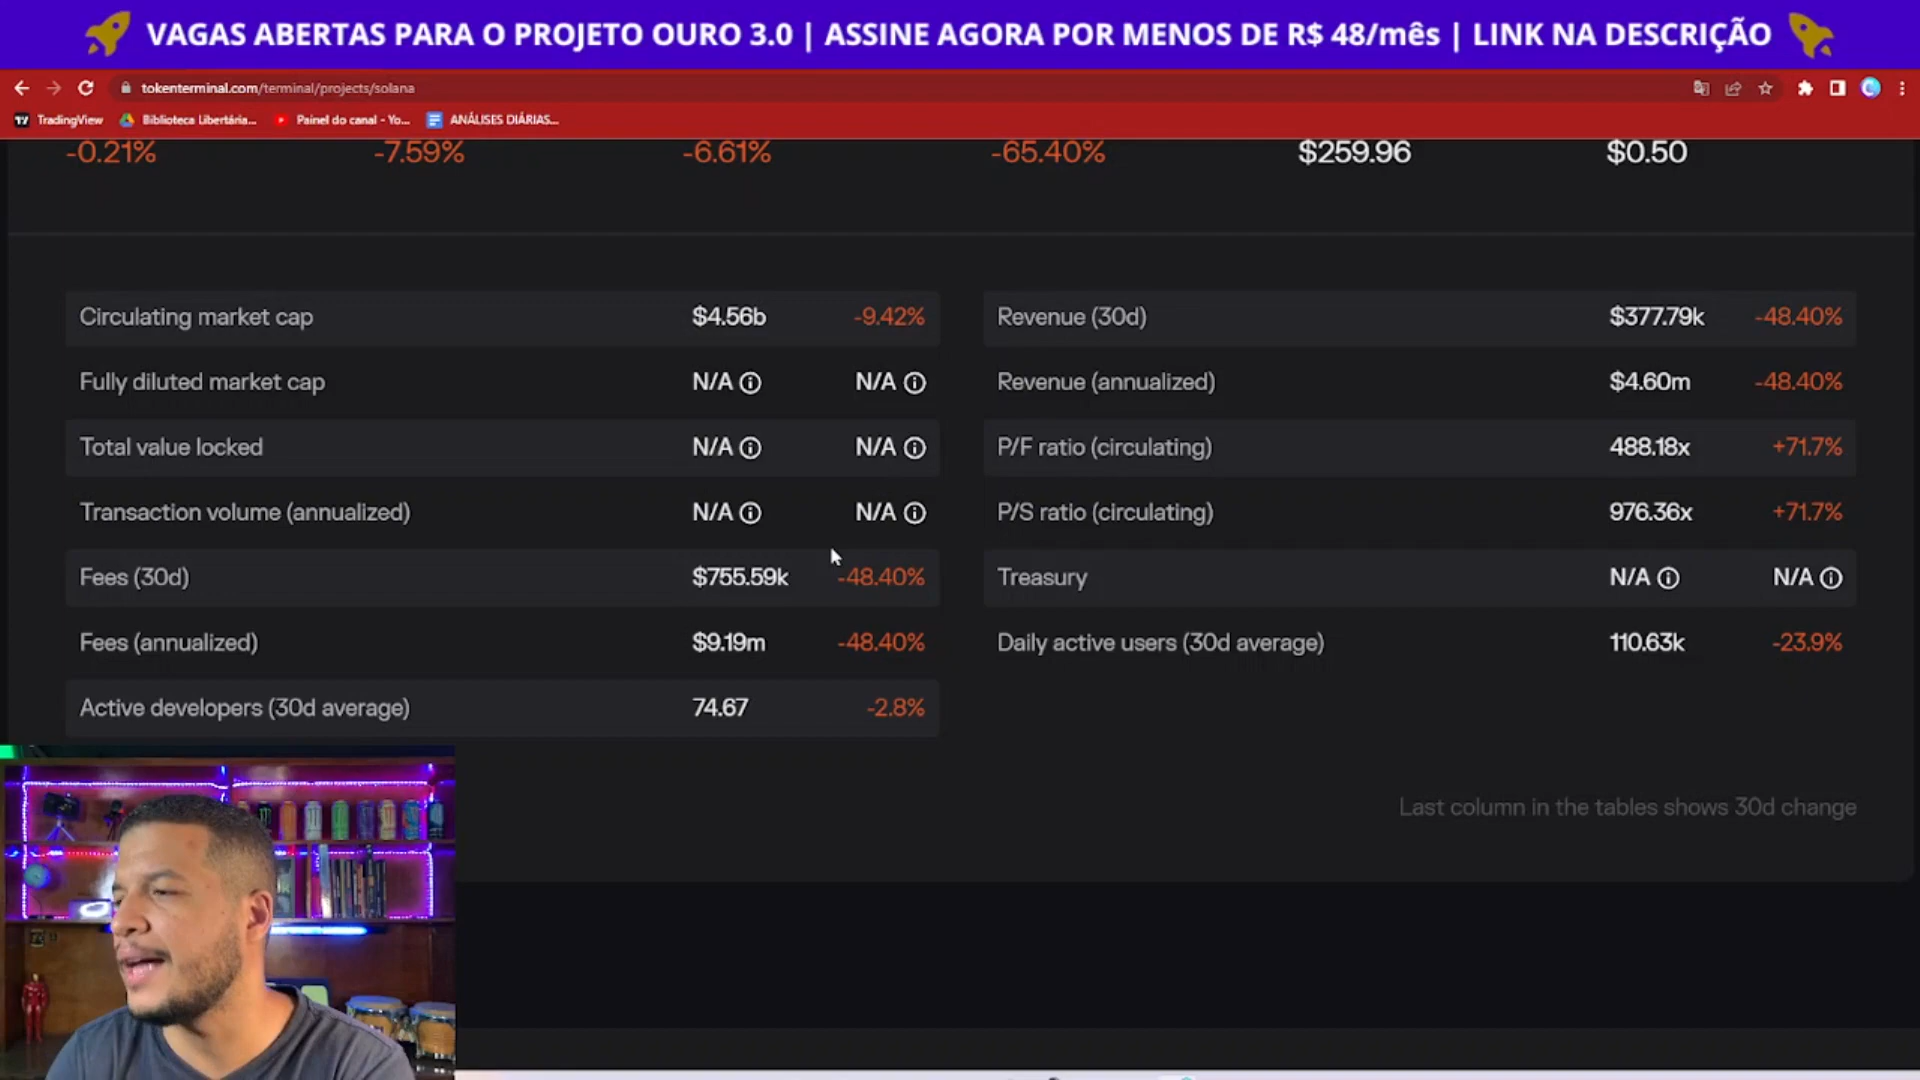 VAGAS ABERTAS PARA O PROJETO OURO 3.0 | ASSINE AGORA POR MENOS DE R$ 48/mês | LINK NA DESCRIÇÃO
tokenterminal.com/terminal/projects/solana
TradingView Biblioteca Libertária... Painel do canal - Yo... ANÁLISES DIÁRIAS...
-0.21% -7.59% -6.61% -65.40% $259.96 $0.50
Circulating market cap $4.56b -9.42% Revenue (30d) $377.79k -48.40%
Fully diluted market cap N/A N/A Revenue (annualized) $4.60m -48.40%
Total value locked N/A N/A P/F ratio (circulating) 488.18x +71.7%
Transaction volume (annualized) N/A N/A P/S ratio (circulating) 976.36x +71.7%
Fees (30d) $755.59k -48.40% Treasury N/A N/A
Fees (annualized) $9.19m -48.40% Daily active users (30d average) 110.63k -23.9%
Active developers (30d average) 74.67 -2.8%
Last column in the tables shows 30d change